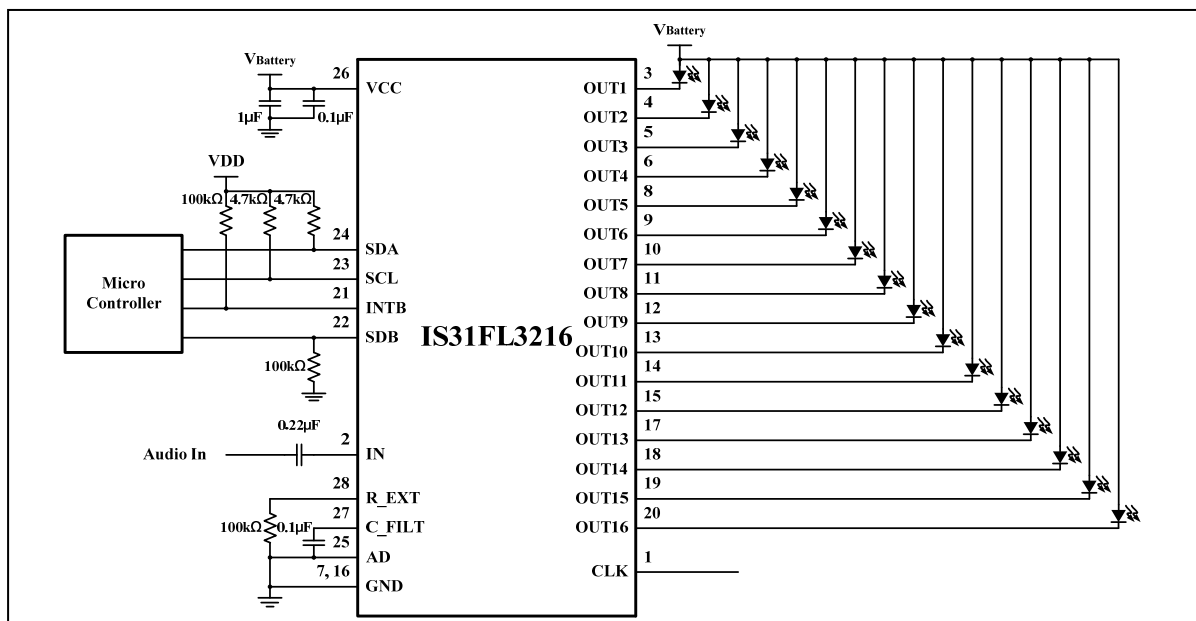 VBattery
26
VCC
1µF
0.1µF
VDD
100kΩ
4.7kΩ
4.7kΩ
Micro
Controller
24
SDA
23
SCL
21
INTB
22
SDB
100kΩ
0.22µF
Audio In
2
IN
28
R_EXT
100kΩ
0.1µF
27
C_FILT
25
AD
7, 16
GND
IS31FL3216
VBattery
3
OUT1
4
OUT2
5
OUT3
6
OUT4
8
OUT5
9
OUT6
10
OUT7
11
OUT8
12
OUT9
13
OUT10
14
OUT11
15
OUT12
17
OUT13
18
OUT14
19
OUT15
20
OUT16
1
CLK